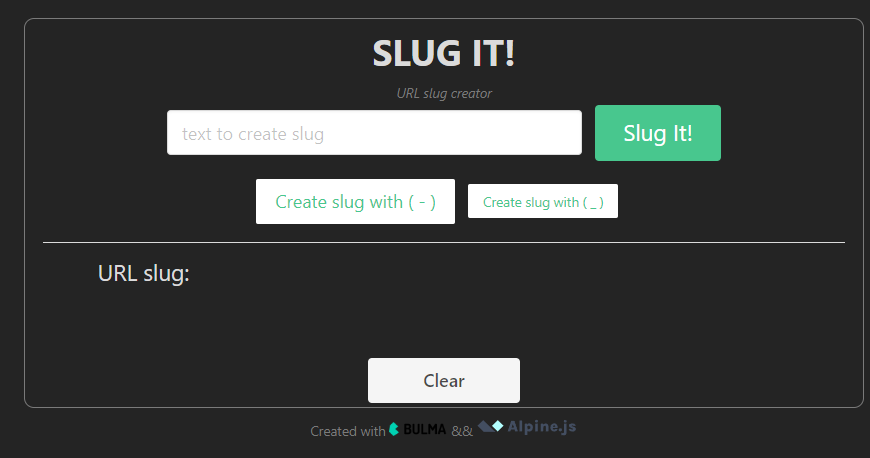 SLUG IT!
URL slug creator
text to create slug
Slug It!
Create slug with ( - )
Create slug with ( _ )
URL slug:
Clear
Created with BULMA && Alpine.js